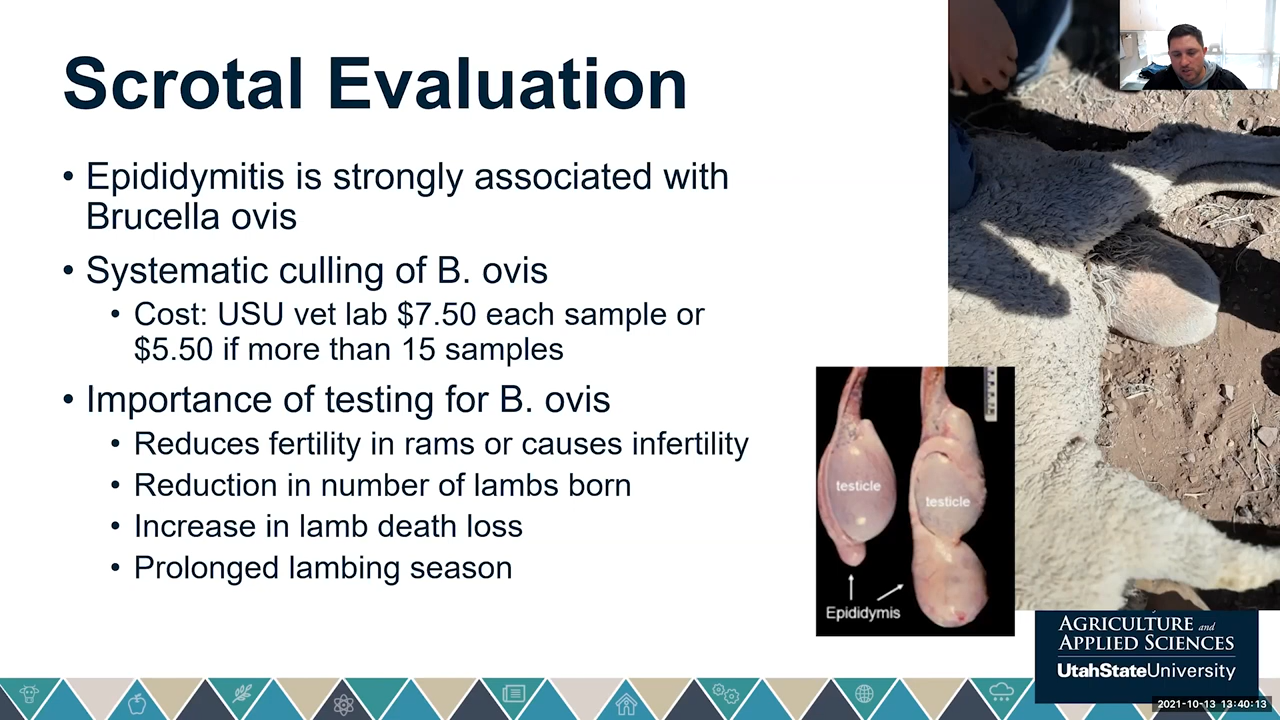 Scrotal Evaluation
• Epididymitis is strongly associated with
Brucella ovis
• Systematic culling of B. ovis
• Cost: USU vet lab $7.50 each sample or
$5.50 if more than 15 samples
• Importance of testing for B. ovis
• Reduces fertility in rams or causes infertility
• Reduction in number of lambs born
• Increase in lamb death loss
• Prolonged lambing season
testicle
testicle
Epididymis
AGRICULTURE and
APPLIED SCIENCES
UtahStateUniversity
2021-10-13 13:40:13